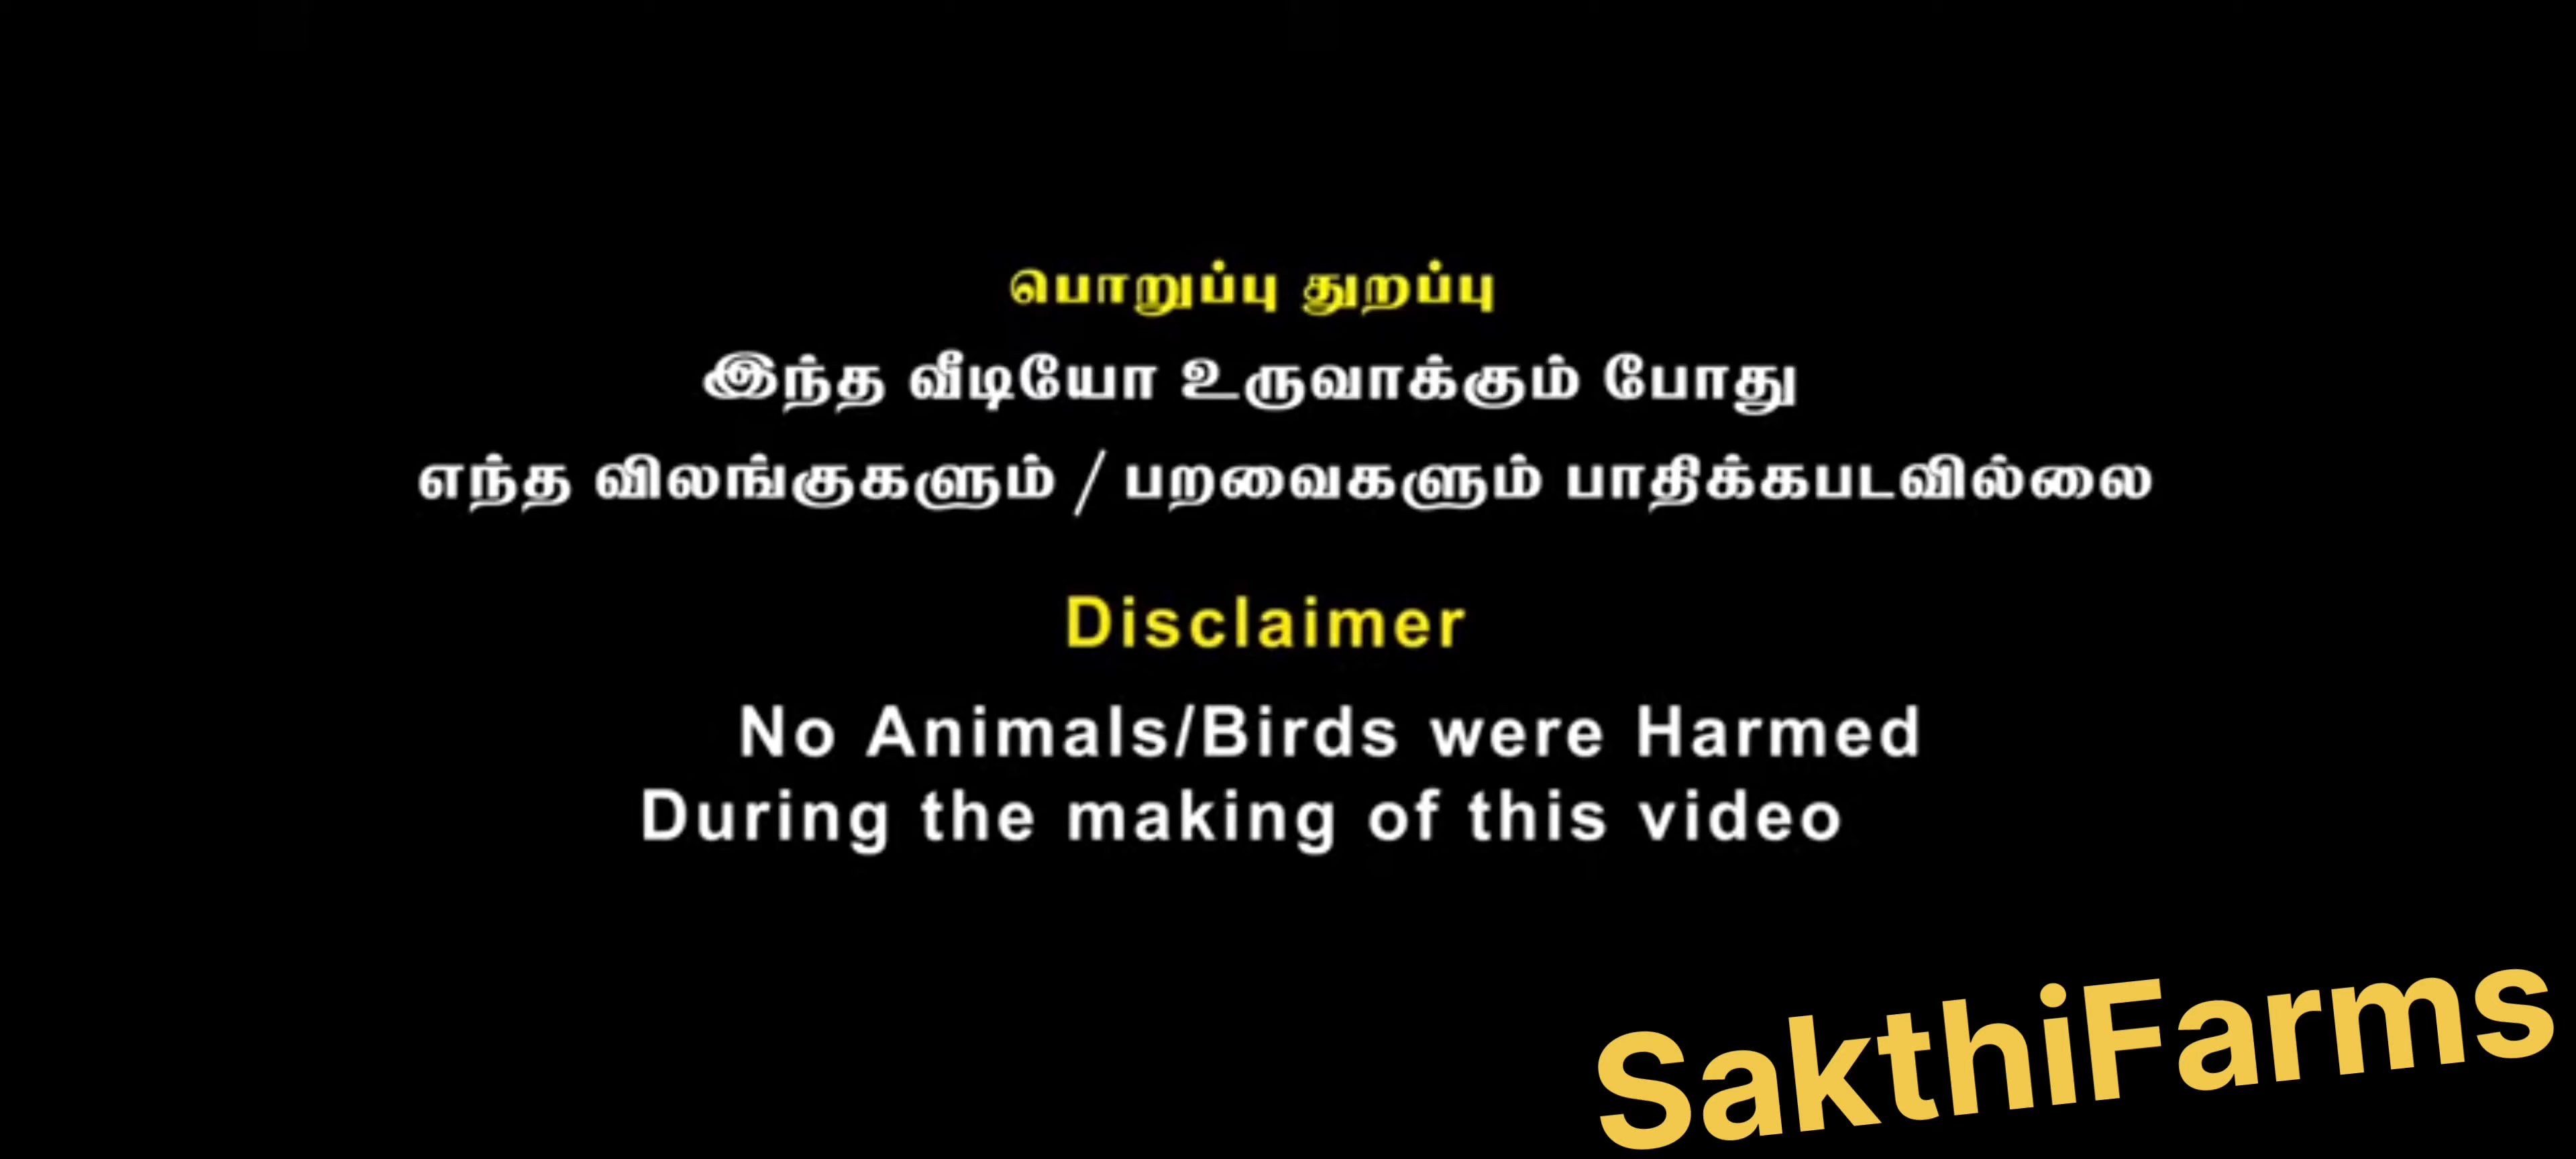 பொறுப்பு துறப்பு
இந்த வீடியோ உருவாக்கும் போது
எந்த விலங்குகளும் / பறவைகளும் பாதிக்கபடவில்லை
Disclaimer
No Animals/Birds were Harmed
During the making of this video
SakthiFarms